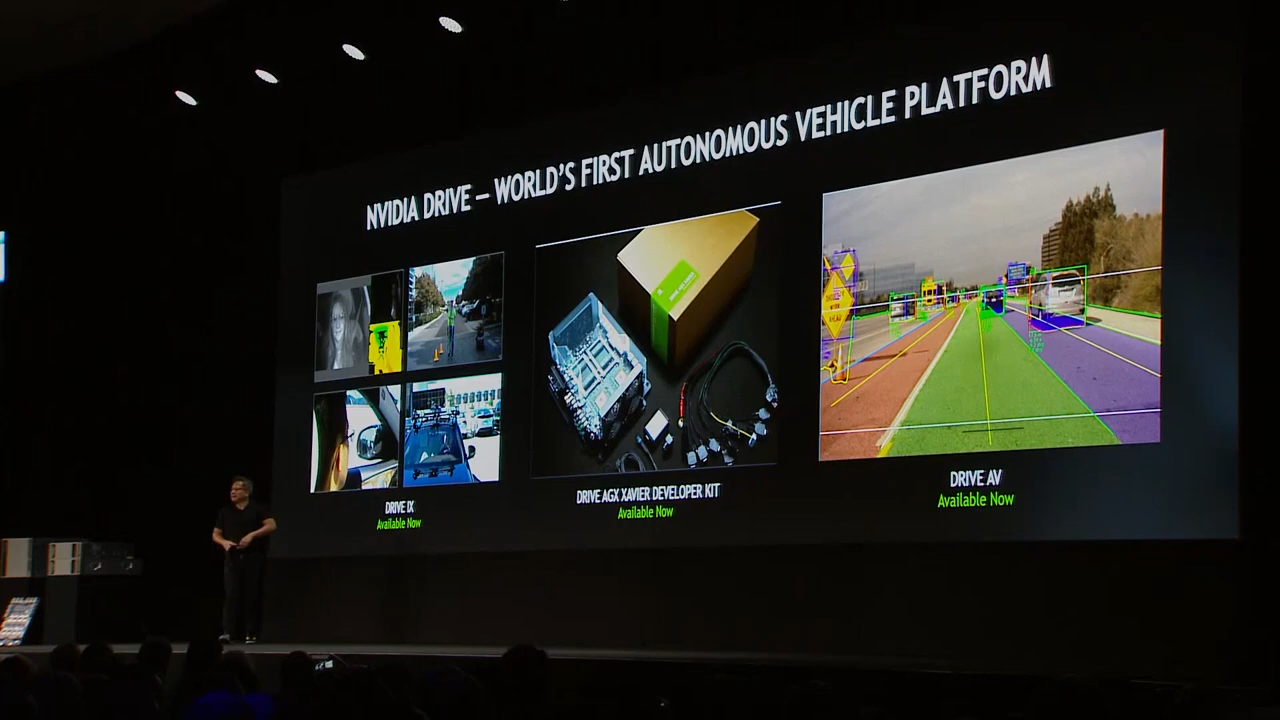 NVIDIA DRIVE – WORLD'S FIRST AUTONOMOUS VEHICLE PLATFORM
DRIVE IX
Available Now
DRIVE AGX XAVIER DEVELOPER KIT
Available Now
DRIVE AV
Available Now